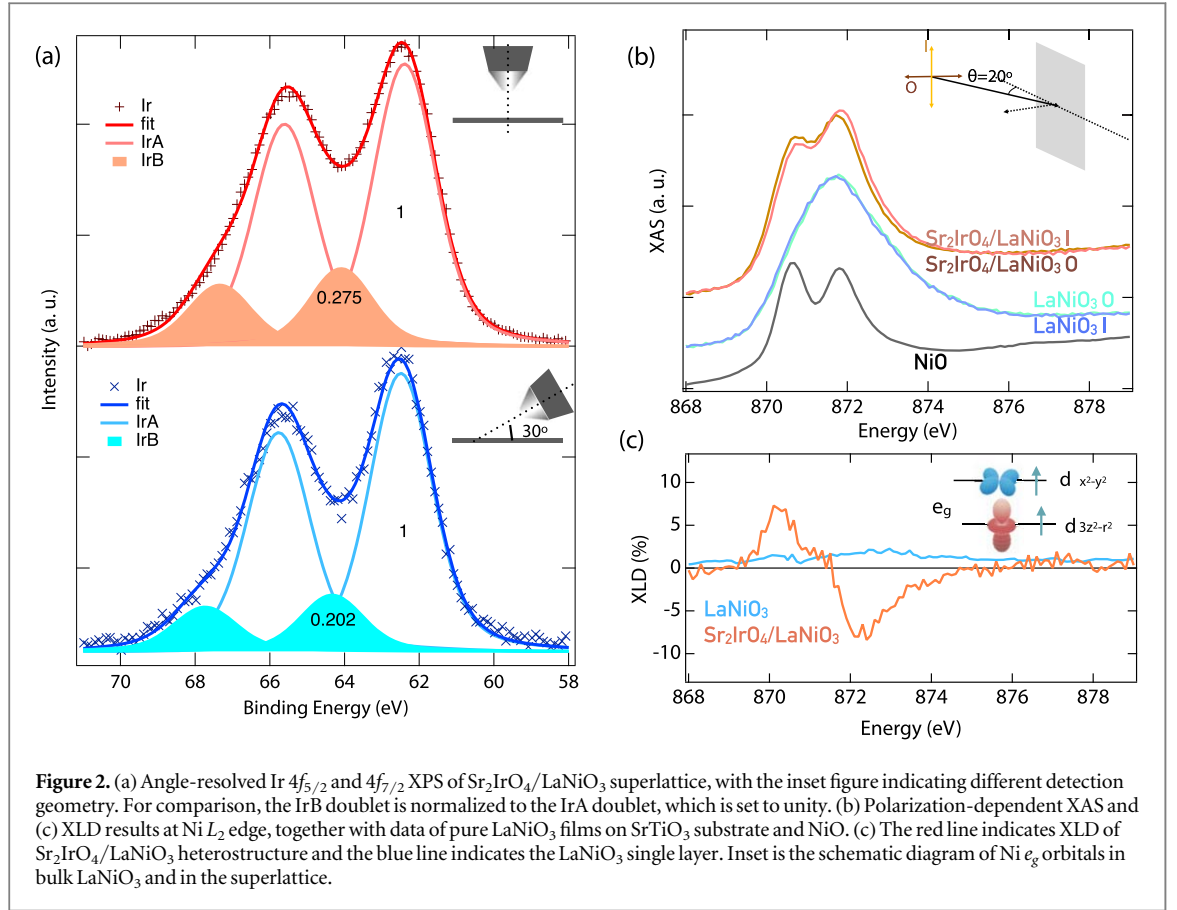 (a)
Ir
fit
IrA
IrB
1
0.275
Ir
fit
IrA
IrB
30o
1
0.202
Intensity (a. u.)
70 68 66 64 62 60 58
Binding Energy (eV)
(b)
I
O
θ=20o
XAS (a. u.)
Sr2IrO4/LaNiO3 I
Sr2IrO4/LaNiO3 O
LaNiO3 O
LaNiO3 I
NiO
868 870 872 874 876 878
Energy (eV)
(c)
10
5
0
-5
-10
XLD (%)
eg
d x²-y²
d 3z²-r²
LaNiO3
Sr2IrO4/LaNiO3
868 870 872 874 876 878
Energy (eV)
Figure 2. (a) Angle-resolved Ir 4f5/2 and 4f7/2 XPS of Sr2IrO4/LaNiO3 superlattice, with the inset figure indicating different detection
geometry. For comparison, the IrB doublet is normalized to the IrA doublet, which is set to unity. (b) Polarization-dependent XAS and
(c) XLD results at Ni L2 edge, together with data of pure LaNiO3 films on SrTiO3 substrate and NiO. (c) The red line indicates XLD of
Sr2IrO4/LaNiO3 heterostructure and the blue line indicates the LaNiO3 single layer. Inset is the schematic diagram of Ni eg orbitals in
bulk LaNiO3 and in the superlattice.